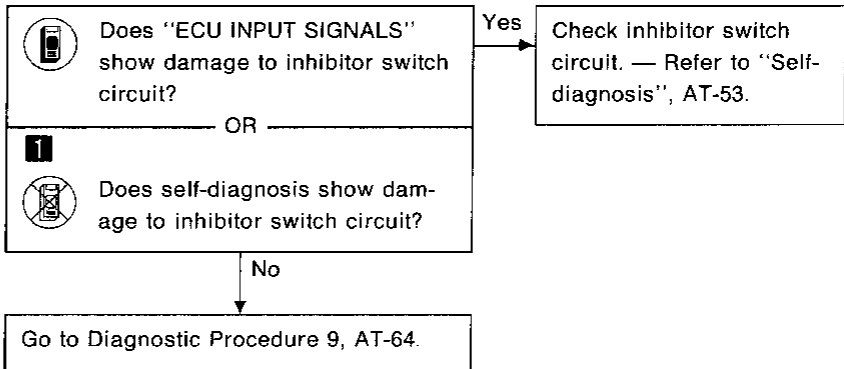 Does "ECU INPUT SIGNALS"
show damage to inhibitor switch
circuit?
Yes
Check inhibitor switch
circuit. — Refer to "Self-
diagnosis", AT-53.
OR
1
Does self-diagnosis show dam-
age to inhibitor switch circuit?
No
Go to Diagnostic Procedure 9, AT-64.